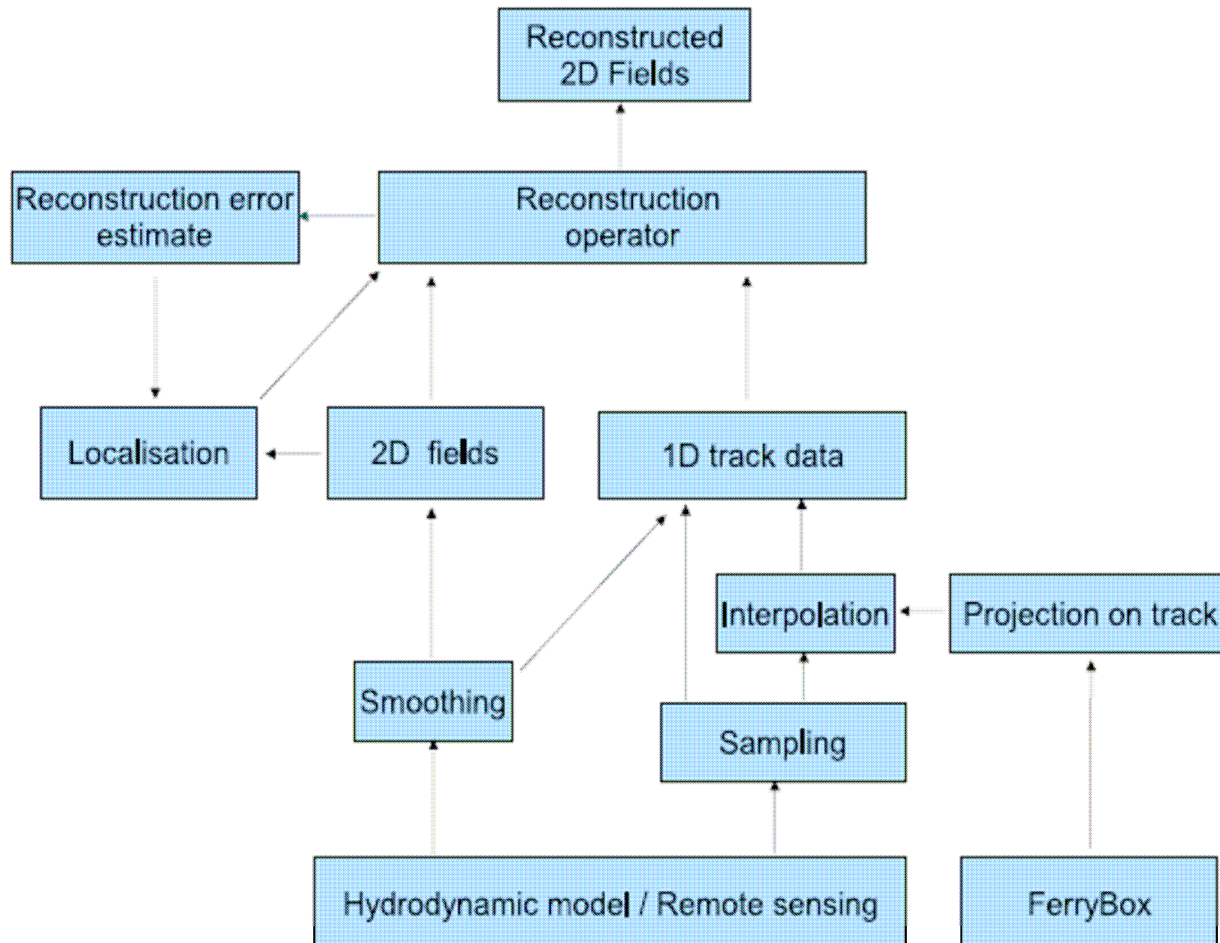 Reconstructed
2D Fields
Reconstruction error
estimate
Reconstruction
operator
Localisation
2D fields
1D track data
Interpolation
Projection on track
Smoothing
Sampling
Hydrodynamic model / Remote sensing
FerryBox